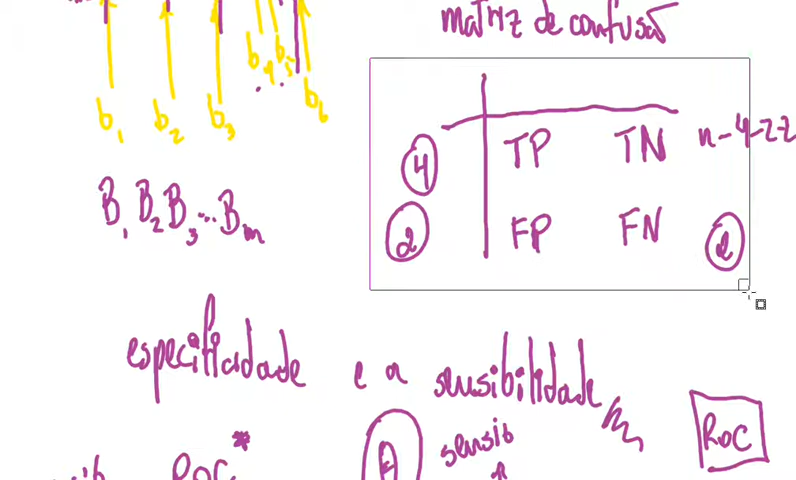 matriz de confusão
b1 b2 b3 b4 b5 b6
4 TP TN n-4-2-2
2 FP FN 2
B1 B2 B3 ... Bm
especificidade e a sensibilidade
ROC
sensib
ROC*